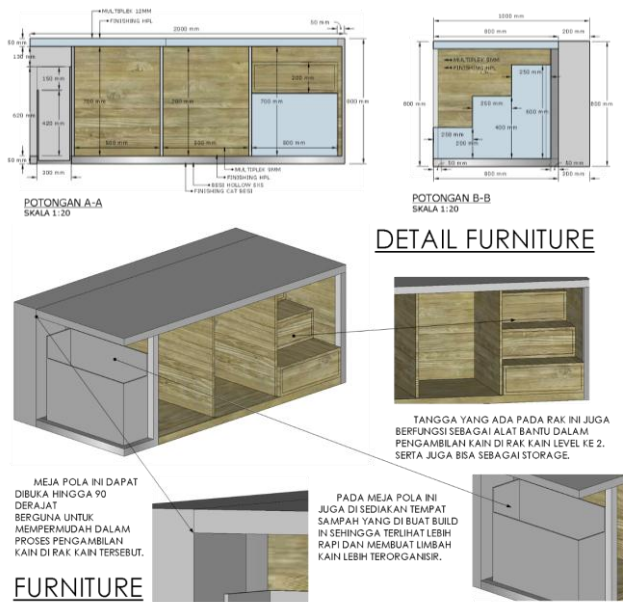 MULTIPLEX 12MM
FINISHING HPL
2000 mm
50 mm
50 mm
130 mm
150 mm
620 mm
420 mm
700 mm
700 mm
700 mm
200 mm
800 mm
600 mm
600 mm
50 mm
300 mm
MULTIPLEX 9MM
FINISHING HPL
BESI HOLLOW 5X5
FINISHING CAT BESI
POTONGAN A-A
SKALA 1:20
1000 mm
800 mm
200 mm
MULTIPLEX 9MM
FINISHING HPL
250 mm
250 mm
800 mm
600 mm
400 mm
800 mm
200 mm
200 mm
50 mm
50 mm
800 mm
POTONGAN B-B
SKALA 1:20
DETAIL FURNITURE
TANGGA YANG ADA PADA RAK INI JUGA
BERFUNGSI SEBAGAI ALAT BANTU DALAM
PENGAMBILAN KAIN DI RAK KAIN LEVEL KE 2.
SERTA JUGA BISA SEBAGAI STORAGE.
MEJA POLA INI DAPAT
DIBUKA HINGGA 90
DERAJAT
BERGUNA UNTUK
MEMPERMUDAH DALAM
PROSES PENGAMBILAN
KAIN DI RAK KAIN TERSEBUT.
PADA MEJA POLA INI
JUGA DI SEDIAKAN TEMPAT
SAMPAH YANG DI BUAT BUILD
IN SEHINGGA TERLIHAT LEBIH
RAPI DAN MEMBUAT LIMBAH
KAIN LEBIH TERORGANISIR.
FURNITURE